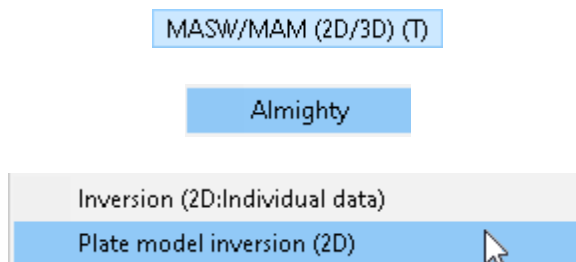 MASW/MAM (2D/3D) (T)
Almighty
Inversion (2D:Individual data)
Plate model inversion (2D)